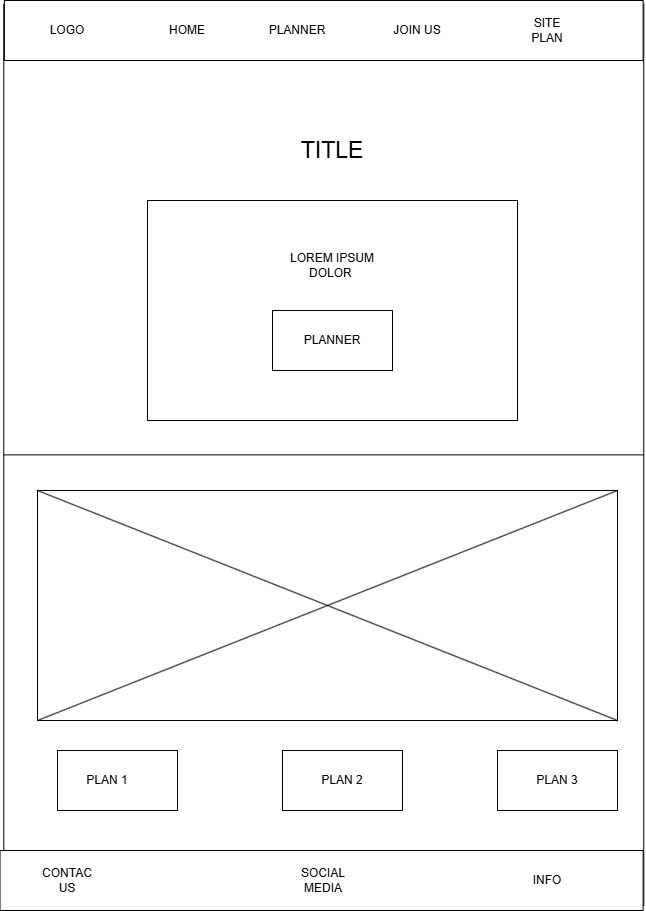 LOGO
HOME
PLANNER
JOIN US
SITE
PLAN
TITLE
LOREM IPSUM
DOLOR
PLANNER
PLAN 1
PLAN 2
PLAN 3
CONTAC
US
SOCIAL
MEDIA
INFO